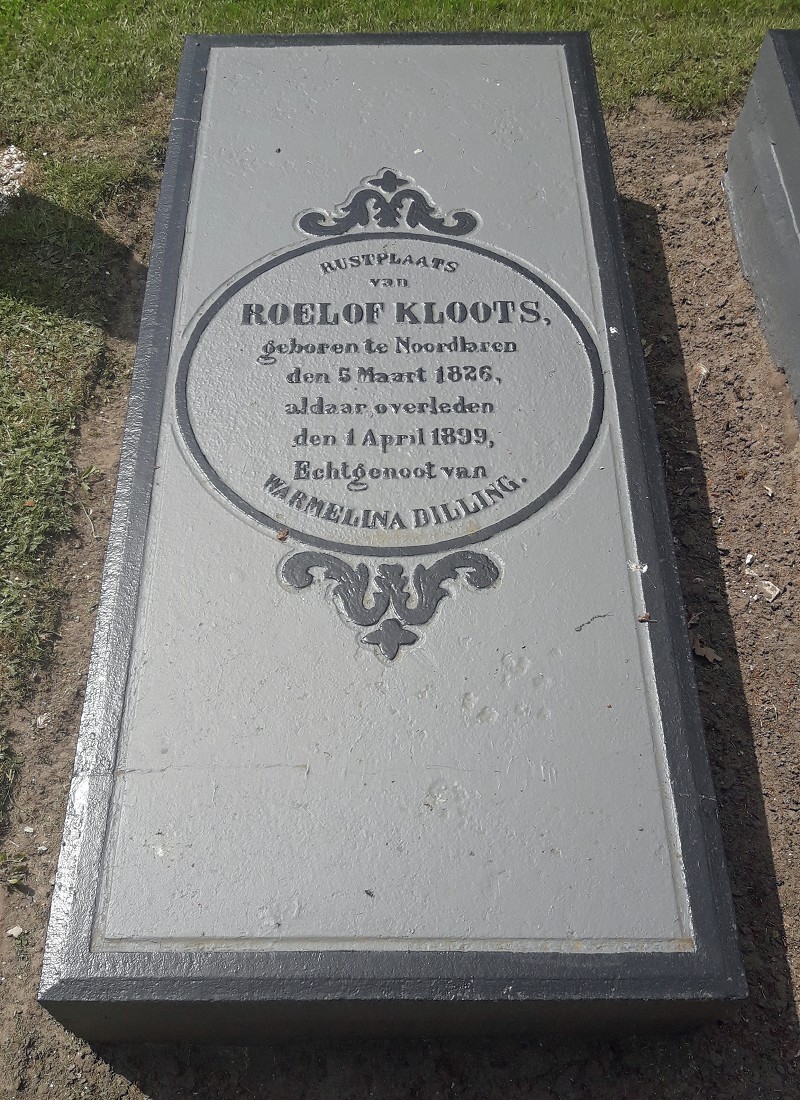 RUSTPLAATS
van
ROELOF KLOOTS,
geboren te Noordlaren
den 5 Maart 1826,
aldaar overleden
den 1 April 1899,
Echtgenoot van
WARMELINA DILLING.